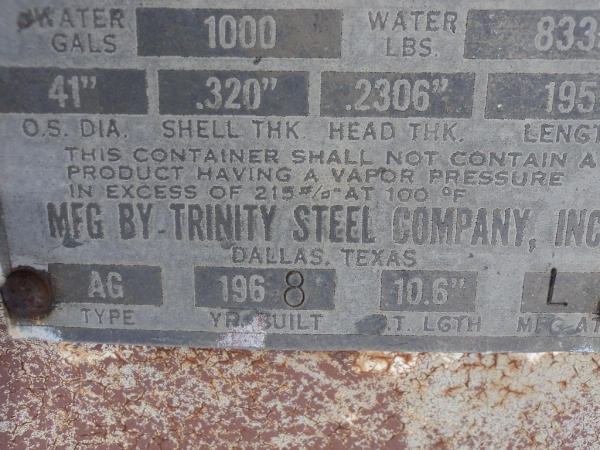 WATER GALS 1000 WATER LBS. 833
41" .320" .2306" 195
O.S. DIA. SHELL THK. HEAD THK. LENGT
THIS CONTAINER SHALL NOT CONTAIN A
PRODUCT HAVING A VAPOR PRESSURE
IN EXCESS OF 215#/□" AT 100 °F
MFG BY TRINITY STEEL COMPANY, INC
DALLAS, TEXAS
AG 196 8 10.6" L
TYPE YR. BUILT T. LGTH MFG AT